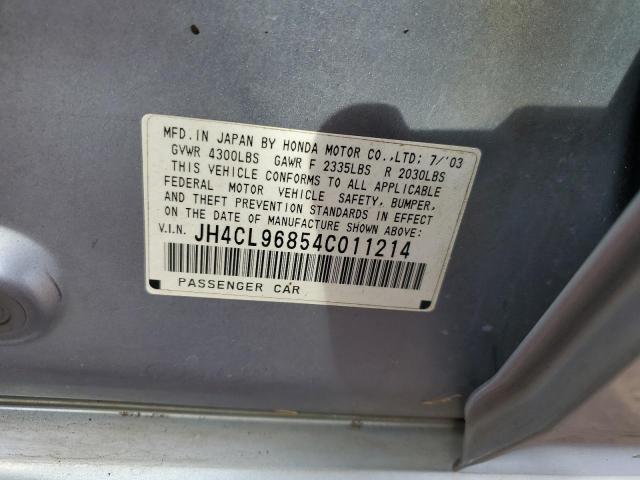 MFD. IN JAPAN BY HONDA MOTOR CO., LTD; 7/'03
GVWR 4300LBS GAWR F 2335LBS R 2030LBS
THIS VEHICLE CONFORMS TO ALL APPLICABLE
FEDERAL MOTOR VEHICLE SAFETY, BUMPER,
AND THEFT PREVENTION STANDARDS IN EFFECT
ON THE DATE OF MANUFACTURE SHOWN ABOVE:
V.I.N. JH4CL96854C011214
PASSENGER CAR